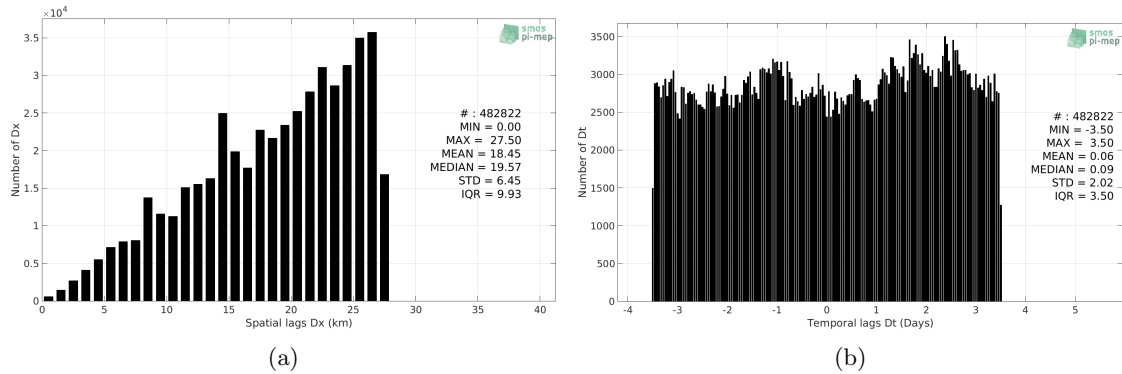 ×10⁴
3.5
3
2.5
2
1.5
1
0.5
0
Number of Dx
0 5 10 15 20 25 30 35 40
Spatial lags Dx (km)
smos
pi-mep
# : 482822
MIN = 0.00
MAX = 27.50
MEAN = 18.45
MEDIAN = 19.57
STD = 6.45
IQR = 9.93
(a)
3500
3000
2500
2000
1500
1000
500
0
Number of Dt
-4 -3 -2 -1 0 1 2 3 4 5
Temporal lags Dt (Days)
smos
pi-mep
# : 482822
MIN = -3.50
MAX = 3.50
MEAN = 0.06
MEDIAN = 0.09
STD = 2.02
IQR = 3.50
(b)